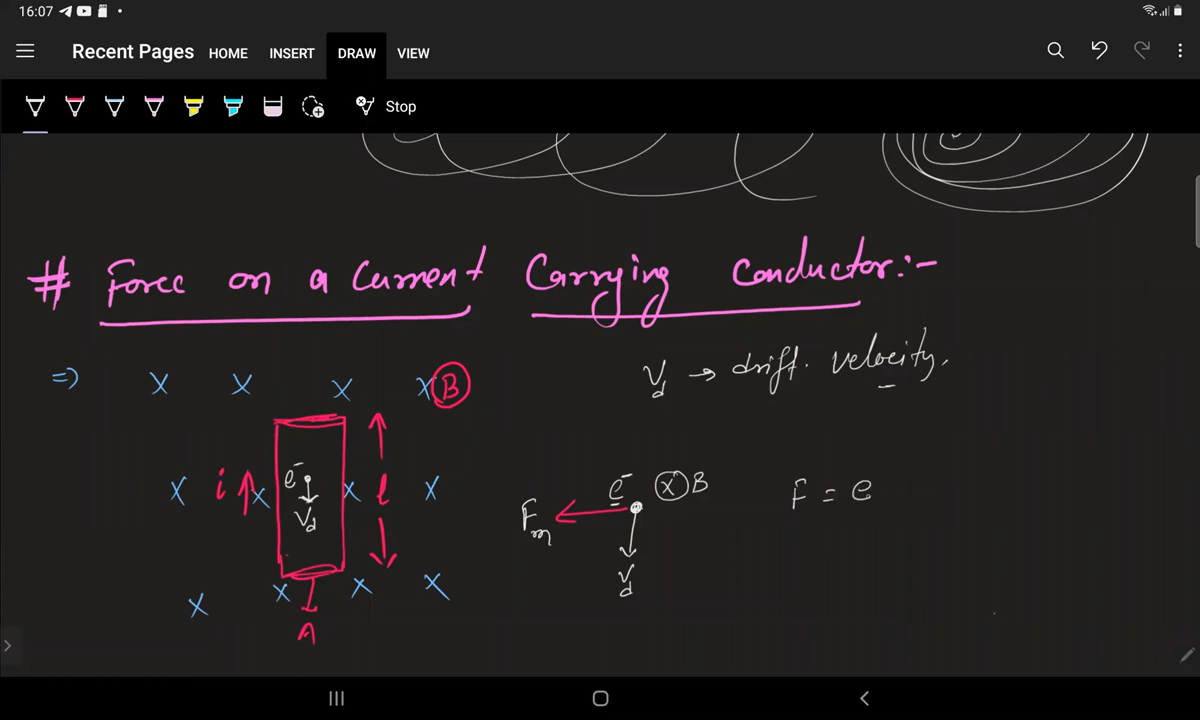 16:07
Recent Pages HOME INSERT DRAW VIEW
Stop
# Force on a Current Carrying Conductor:-
=> X X X X B
Vd → drift velocity.
X i X e⁻ X l X
Vd
Fm e⁻ X B
F = e
Vd
X X X X
A